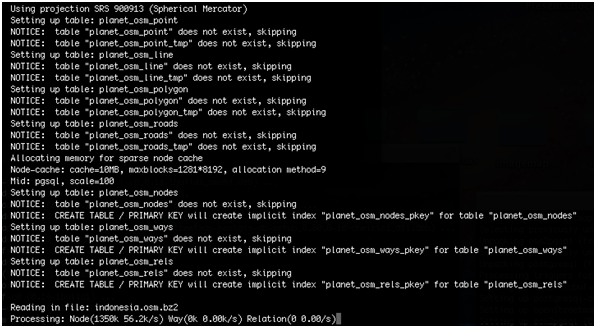 Using projection SRS 900913 (Spherical Mercator)
Setting up table: planet_osm_point
NOTICE:  table "planet_osm_point" does not exist, skipping
NOTICE:  table "planet_osm_point_tmp" does not exist, skipping
Setting up table: planet_osm_line
NOTICE:  table "planet_osm_line" does not exist, skipping
NOTICE:  table "planet_osm_line_tmp" does not exist, skipping
Setting up table: planet_osm_polygon
NOTICE:  table "planet_osm_polygon" does not exist, skipping
NOTICE:  table "planet_osm_polygon_tmp" does not exist, skipping
Setting up table: planet_osm_roads
NOTICE:  table "planet_osm_roads" does not exist, skipping
NOTICE:  table "planet_osm_roads_tmp" does not exist, skipping
Allocating memory for sparse node cache
Node-cache: cache=10MB, maxblocks=1281*8192, allocation method=9
Mid: pgsql, scale=100
Setting up table: planet_osm_nodes
NOTICE:  table "planet_osm_nodes" does not exist, skipping
NOTICE:  CREATE TABLE / PRIMARY KEY will create implicit index "planet_osm_nodes_pkey" for table "planet_osm_nodes"
Setting up table: planet_osm_ways
NOTICE:  table "planet_osm_ways" does not exist, skipping
NOTICE:  CREATE TABLE / PRIMARY KEY will create implicit index "planet_osm_ways_pkey" for table "planet_osm_ways"
Setting up table: planet_osm_rels
NOTICE:  table "planet_osm_rels" does not exist, skipping
NOTICE:  CREATE TABLE / PRIMARY KEY will create implicit index "planet_osm_rels_pkey" for table "planet_osm_rels"

Reading in file: indonesia.osm.bz2
Processing: Node(1350k 56.2k/s) Way(0k 0.00k/s) Relation(0 0.00/s)